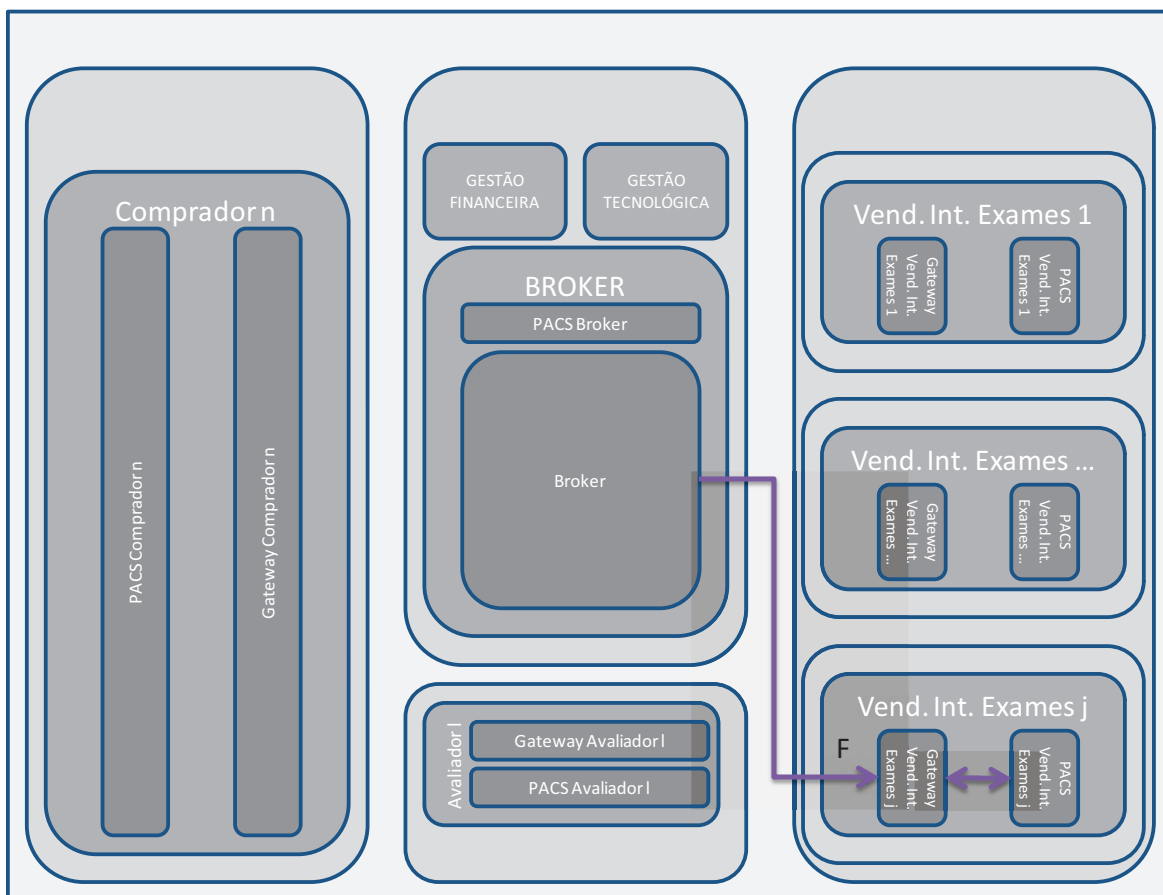 Comprador n
PACS Comprador n
Gateway Comprador n
GESTÃO
FINANCEIRA
GESTÃO
TECNOLÓGICA
BROKER
PACS Broker
Broker
Avaliador l
Gateway Avaliador l
PACS Avaliador l
Vend. Int. Exames 1
Gateway
Vend. Int.
Exames 1
PACS
Vend. Int.
Exames 1
Vend. Int. Exames ...
Gateway
Vend. Int.
Exames ...
PACS
Vend. Int.
Exames ...
Vend. Int. Exames j
F
Gateway
Vend. Int.
Exames j
PACS
Vend. Int.
Exames j